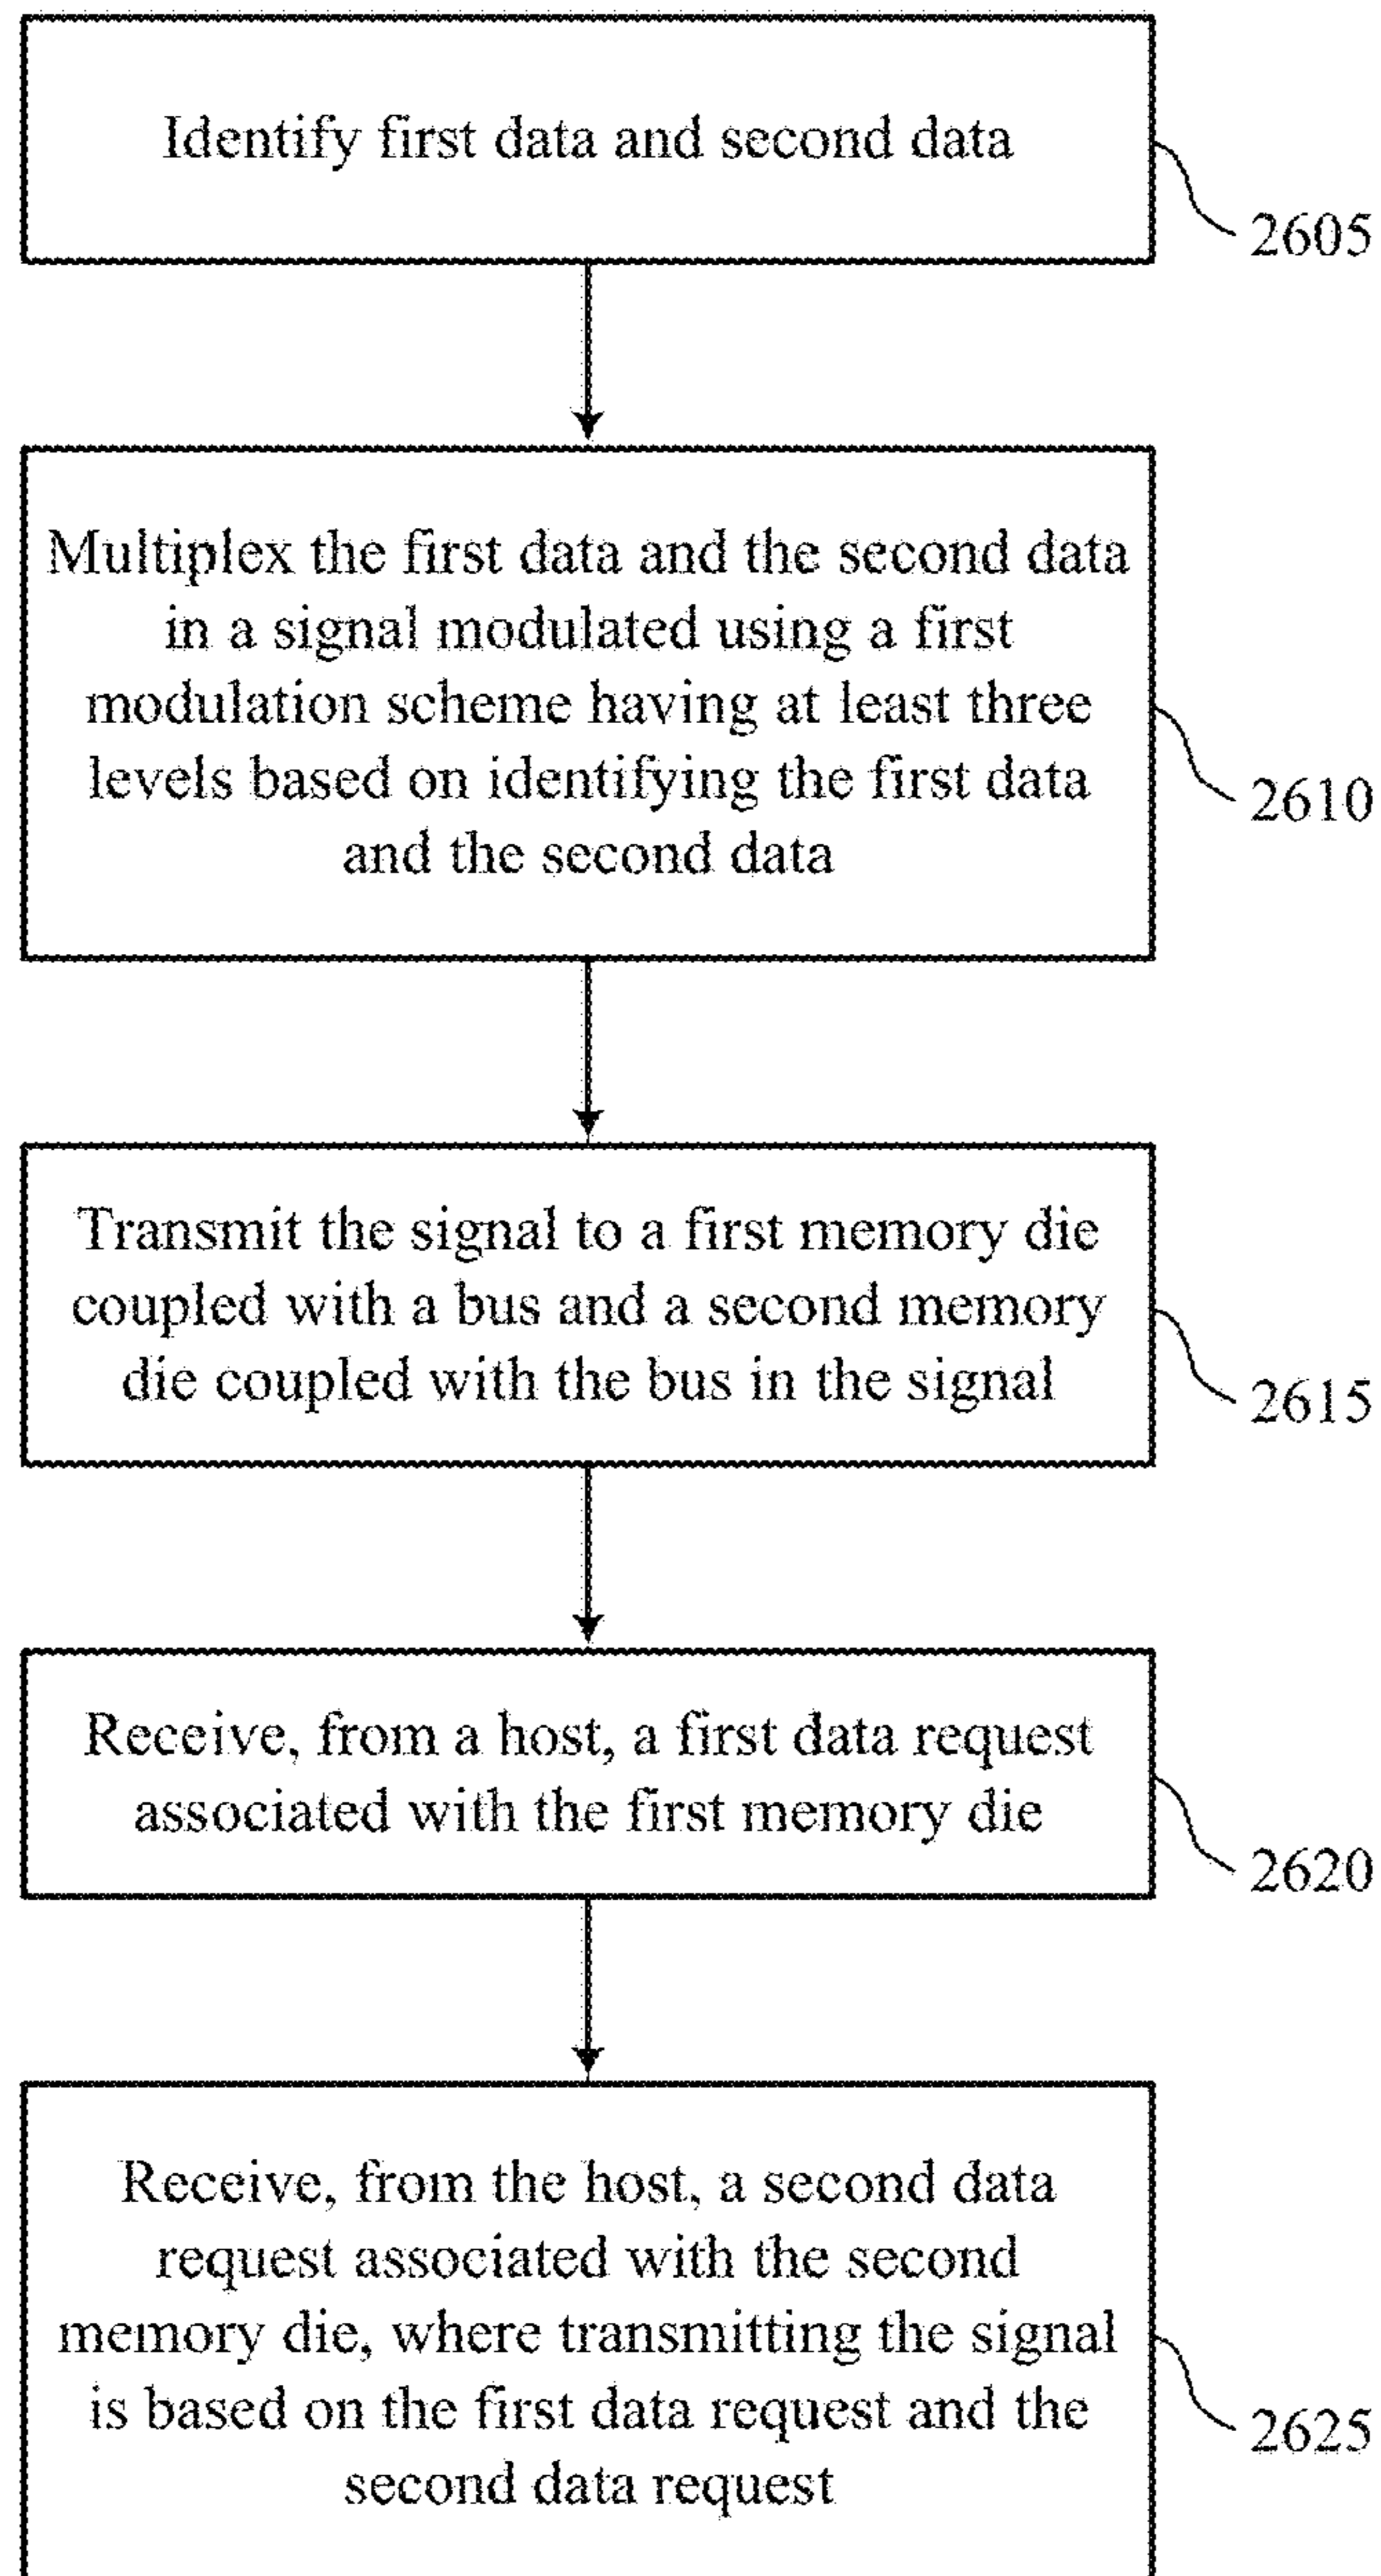 Identify first data and second data
2605
Multiplex the first data and the second data
in a signal modulated using a first
modulation scheme having at least three
levels based on identifying the first data
and the second data
2610
Transmit the signal to a first memory die
coupled with a bus and a second memory
die coupled with the bus in the signal
2615
Receive, from a host, a first data request
associated with the first memory die
2620
Receive, from the host, a second data
request associated with the second
memory die, where transmitting the signal
is based on the first data request and the
second data request
2625